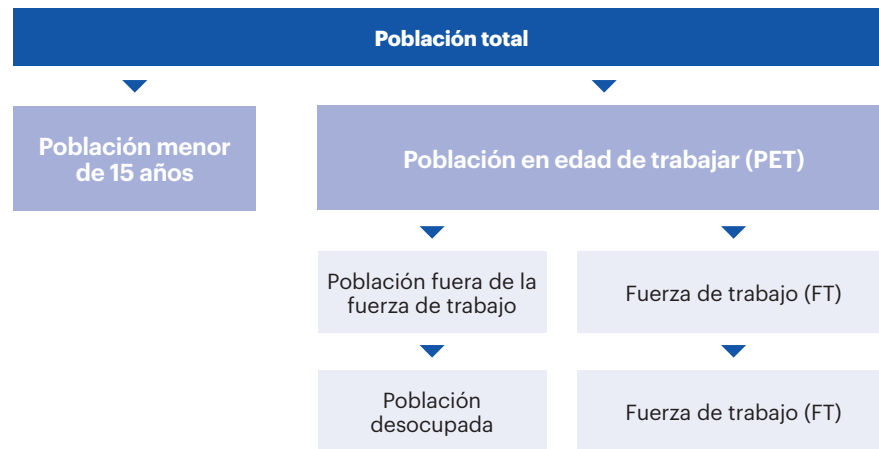 Población total
Población menor
de 15 años
Población en edad de trabajar (PET)
Población fuera de la
fuerza de trabajo
Fuerza de trabajo (FT)
Población
desocupada
Fuerza de trabajo (FT)